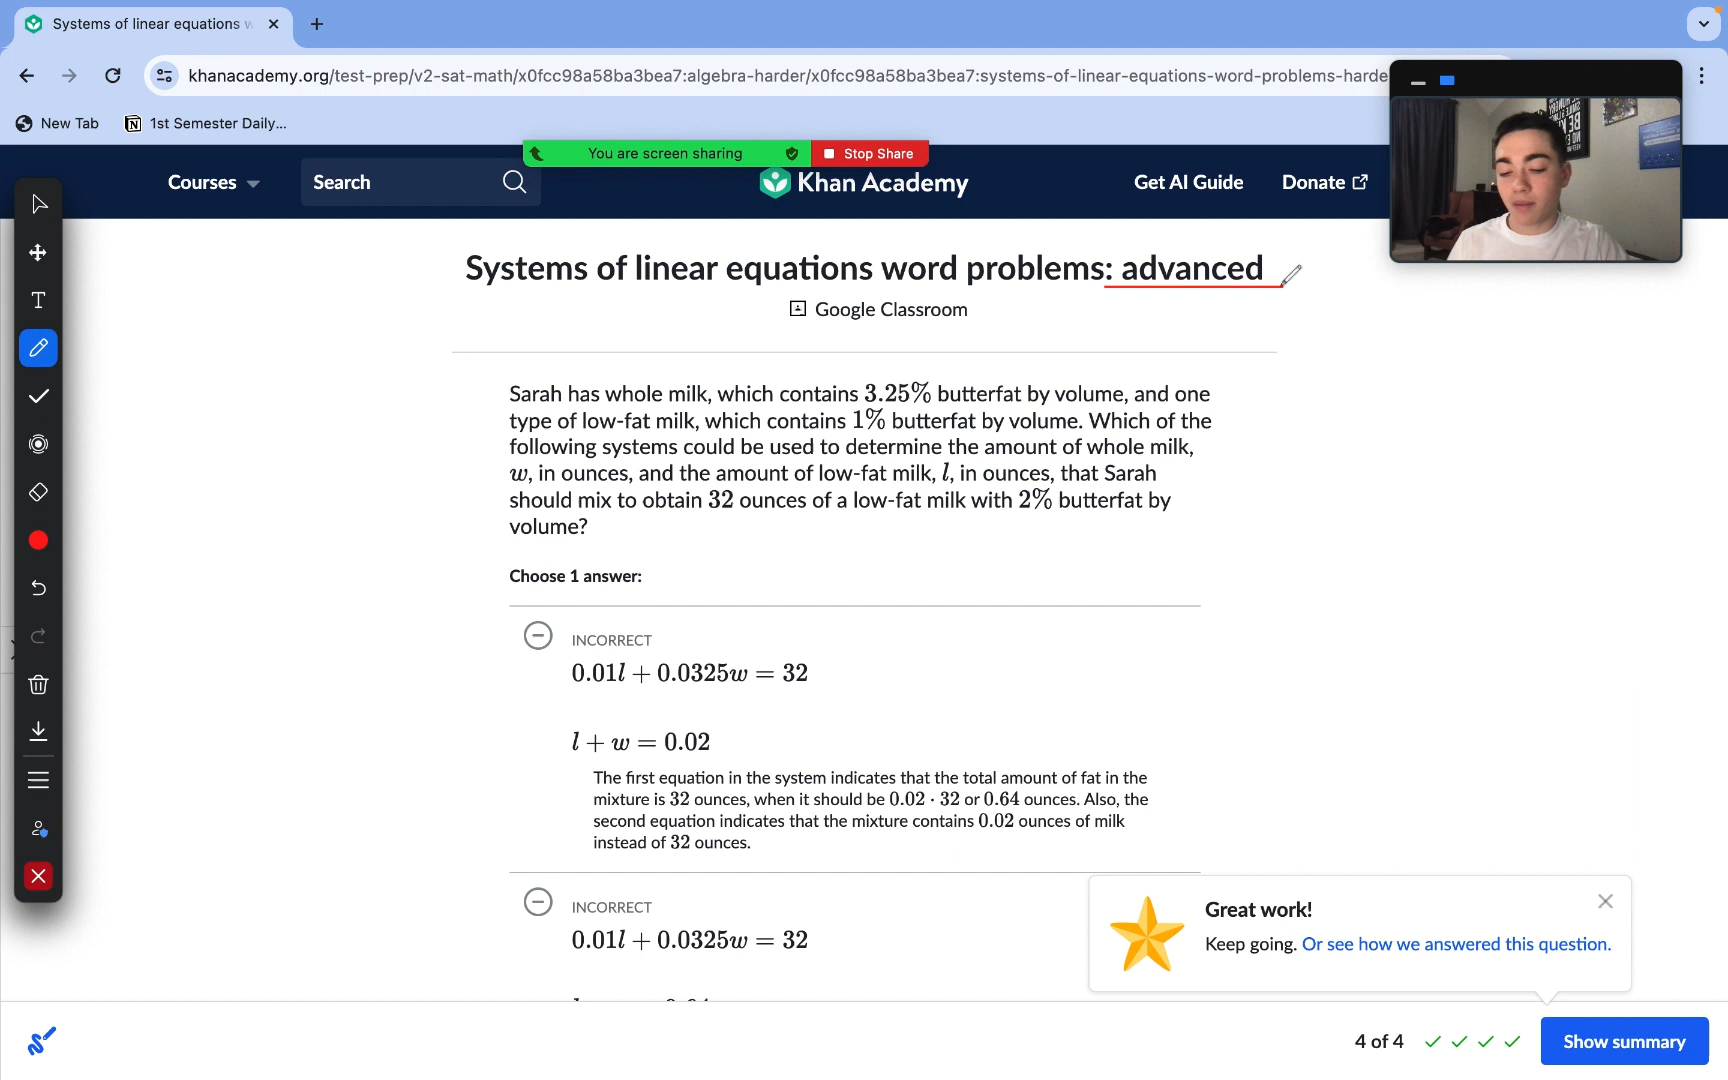 Systems of linear equations w
khanacademy.org/test-prep/v2-sat-math/x0fcc98a58ba3bea7:algebra-harder/x0fcc98a58ba3bea7:systems-of-linear-equations-word-problems-harde
New Tab
1st Semester Daily...
You are screen sharing
Stop Share
Courses
Search
Khan Academy
Get AI Guide
Donate
T
Systems of linear equations word problems: advanced
Google Classroom
Sarah has whole milk, which contains 3.25% butterfat by volume, and one
type of low-fat milk, which contains 1% butterfat by volume. Which of the
following systems could be used to determine the amount of whole milk,
w, in ounces, and the amount of low-fat milk, l, in ounces, that Sarah
should mix to obtain 32 ounces of a low-fat milk with 2% butterfat by
volume?
Choose 1 answer:
INCORRECT
0.01l + 0.0325w = 32
l + w = 0.02
The first equation in the system indicates that the total amount of fat in the
mixture is 32 ounces, when it should be 0.02 · 32 or 0.64 ounces. Also, the
second equation indicates that the mixture contains 0.02 ounces of milk
instead of 32 ounces.
INCORRECT
0.01l + 0.0325w = 32
Great work!
Keep going. Or see how we answered this question.
4 of 4
Show summary